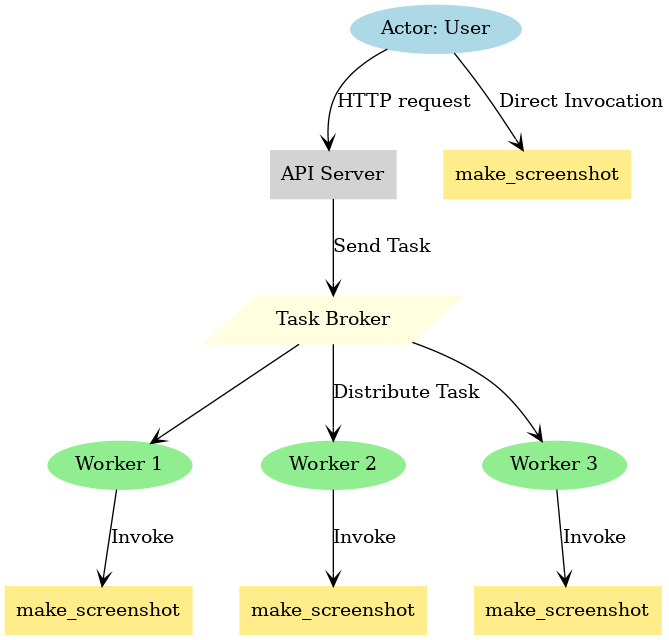 Actor: User
HTTP request
Direct Invocation
API Server
make_screenshot
Send Task
Task Broker
Distribute Task
Worker 1
Worker 2
Worker 3
Invoke
Invoke
Invoke
make_screenshot
make_screenshot
make_screenshot